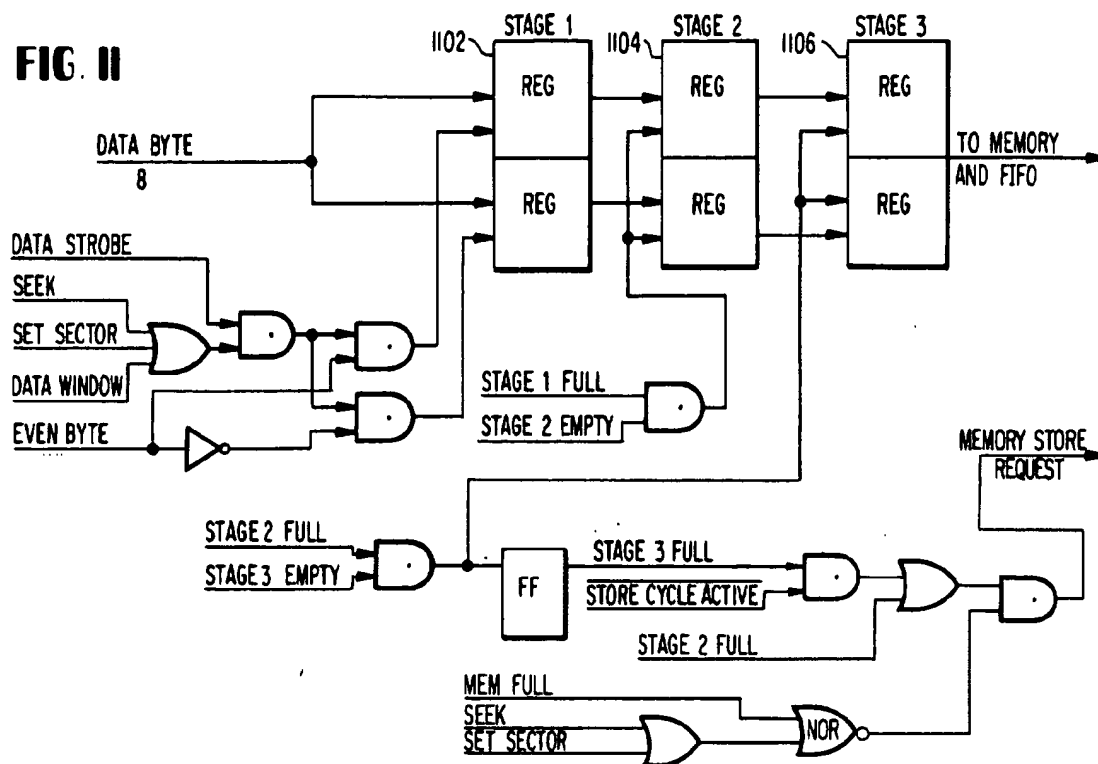 FIG. 11
STAGE 1
STAGE 2
STAGE 3
1102
1104
1106
REG
REG
REG
REG
REG
REG
DATA BYTE
8
TO MEMORY
AND FIFO
DATA STROBE
SEEK
SET SECTOR
DATA WINDOW
EVEN BYTE
STAGE 1 FULL
STAGE 2 EMPTY
MEMORY STORE
REQUEST
STAGE 2 FULL
STAGE 3 EMPTY
FF
STAGE 3 FULL
STORE CYCLE ACTIVE
STAGE 2 FULL
MEM FULL
SEEK
SET SECTOR
NOR